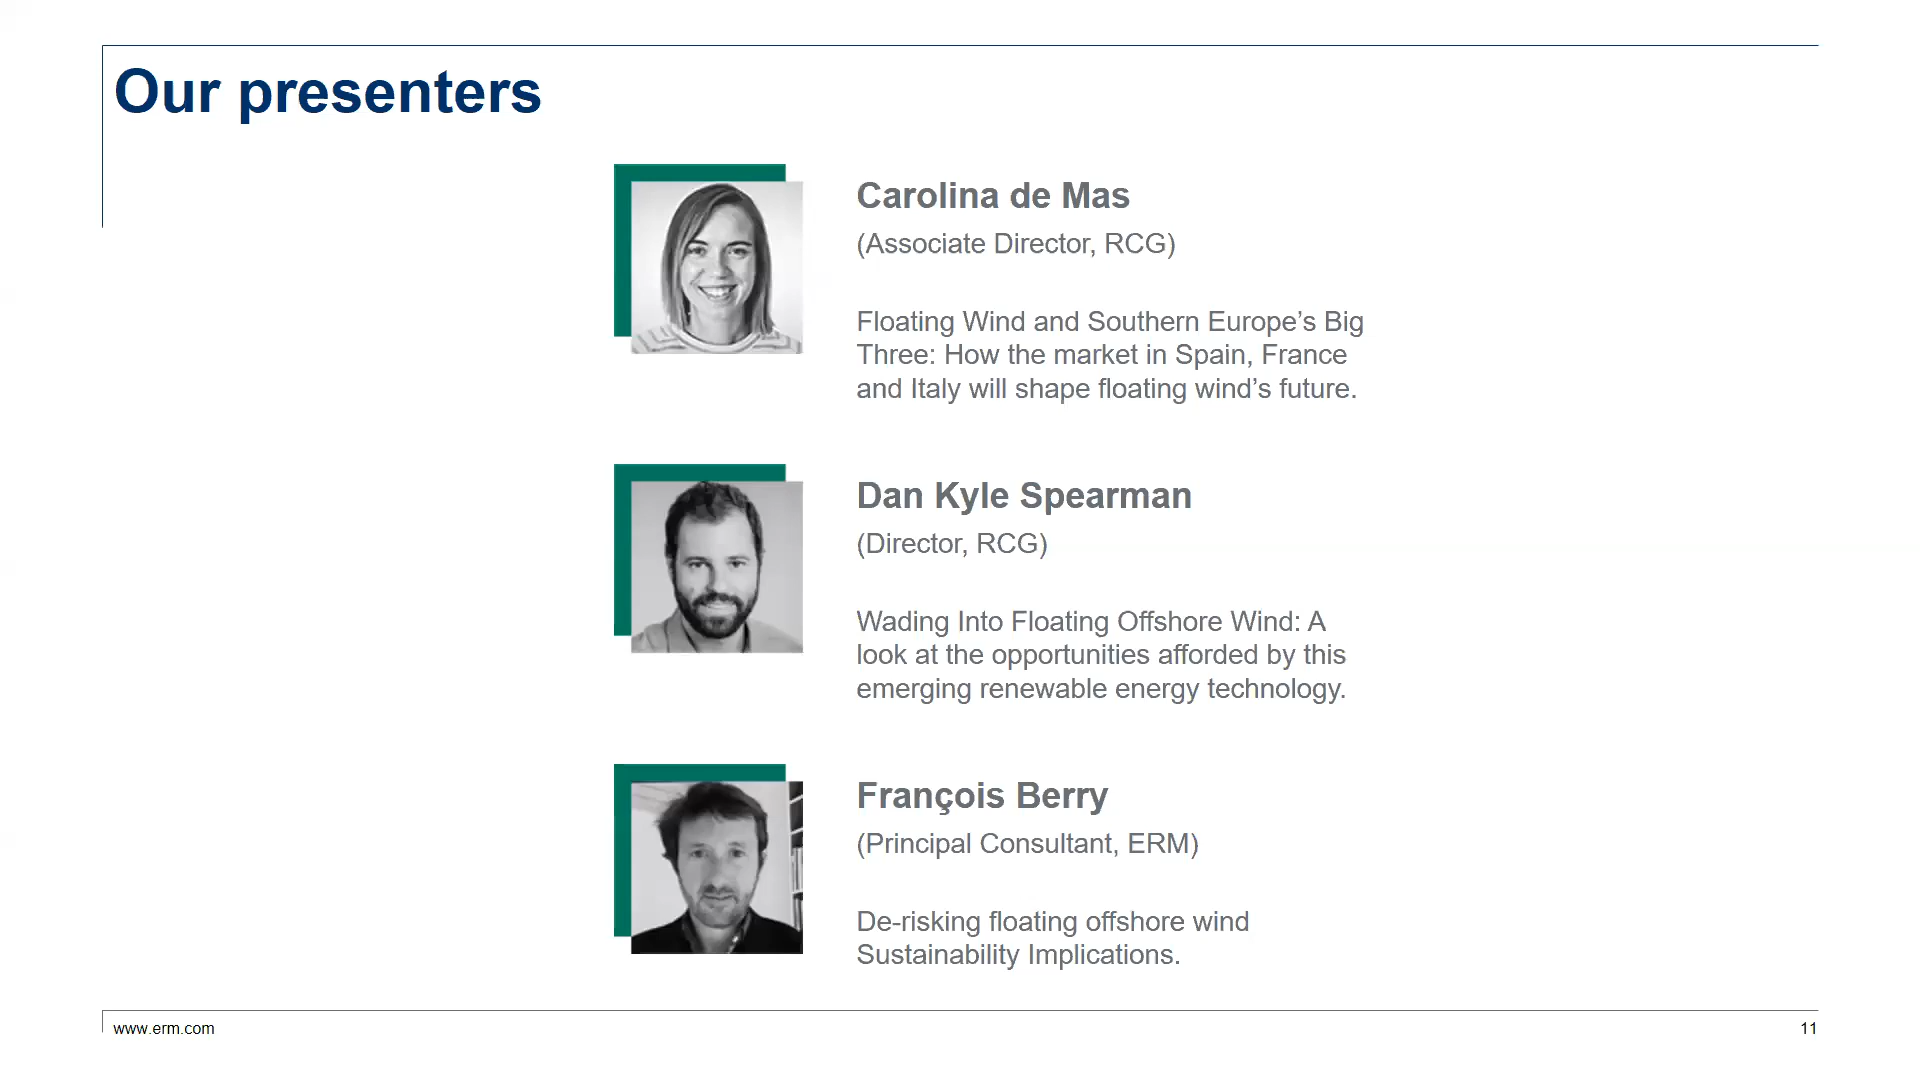 Our presenters
Carolina de Mas
(Associate Director, RCG)
Floating Wind and Southern Europe’s Big
Three: How the market in Spain, France
and Italy will shape floating wind’s future.
Dan Kyle Spearman
(Director, RCG)
Wading Into Floating Offshore Wind: A
look at the opportunities afforded by this
emerging renewable energy technology.
François Berry
(Principal Consultant, ERM)
De-risking floating offshore wind
Sustainability Implications.
www.erm.com
11